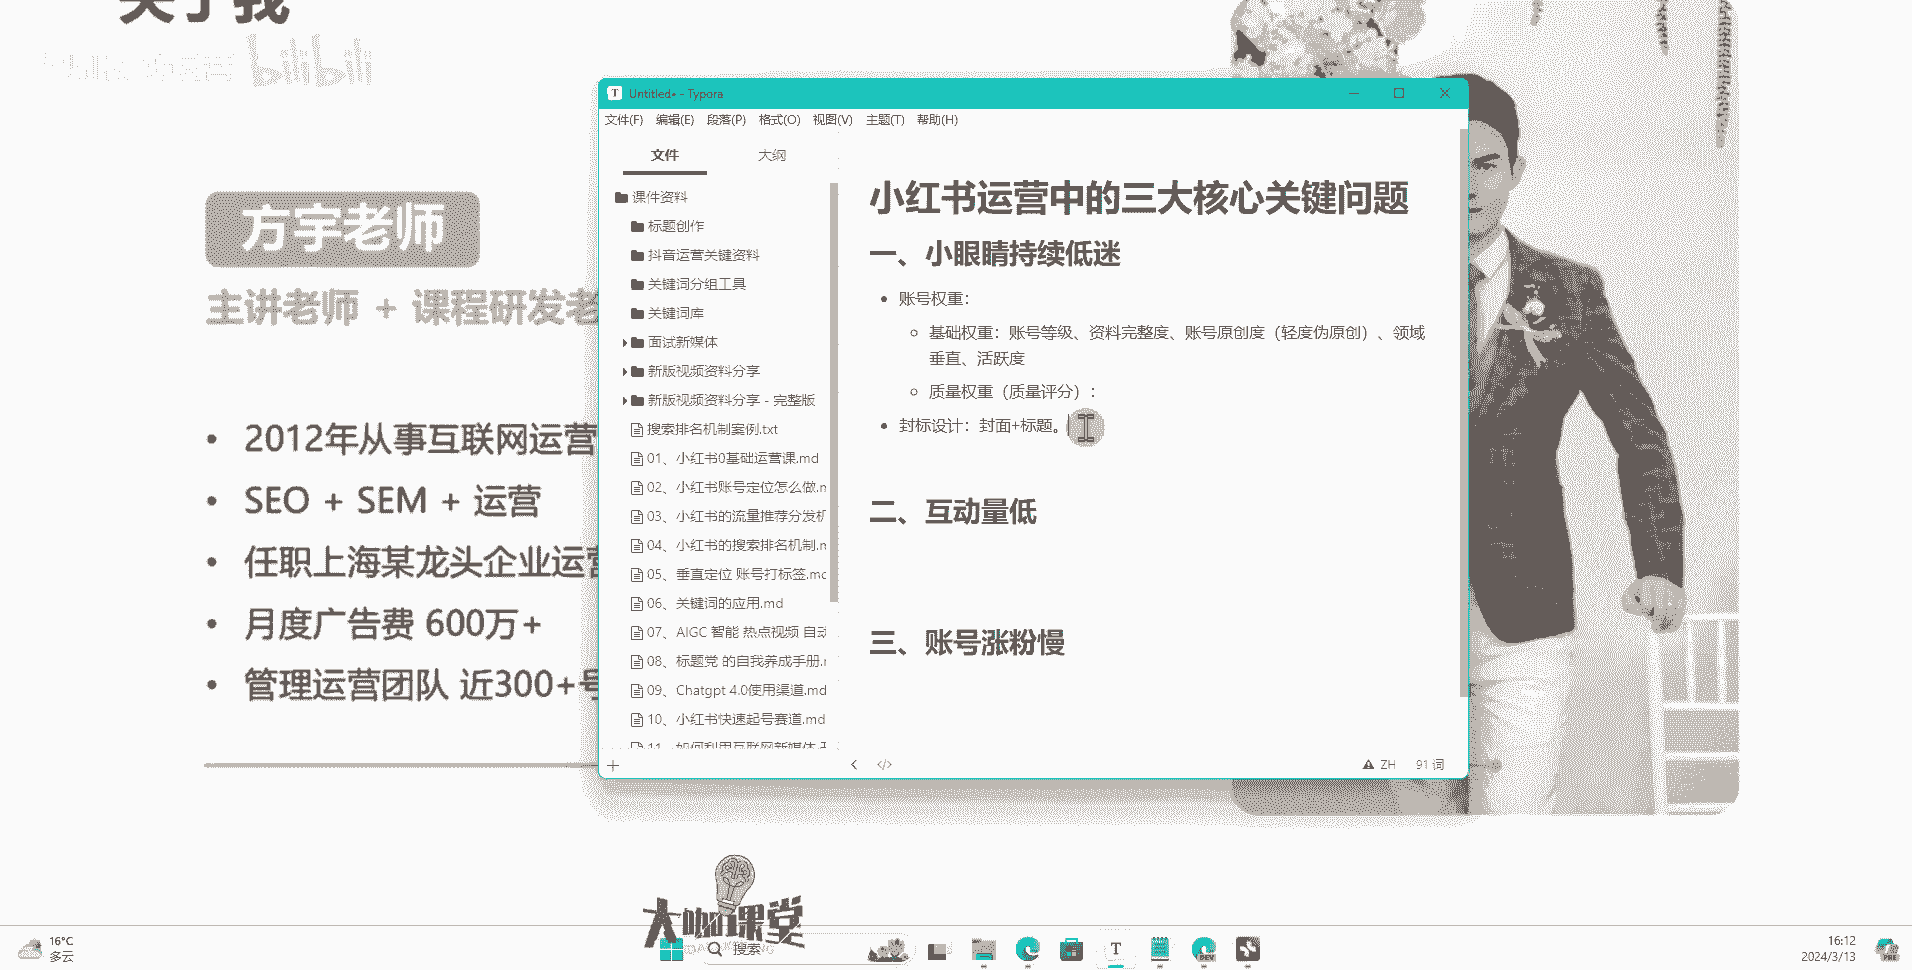 关于我
bilibili
方宇老师
主讲老师 + 课程研发老
• 2012年从事互联网运营
• SEO + SEM + 运营
• 任职上海某龙头企业运营
• 月度广告费 600万+
• 管理运营团队 近300+号
Untitled• - Typora
文件(F) 编辑(E) 段落(P) 格式(O) 视图(V) 主题(T) 帮助(H)
文件 大纲
课件资料
标题创作
抖音运营关键资料
关键词分组工具
关键词库
面试新媒体
新版视频资料分享
新版视频资料分享 - 完整版
搜索排名机制案例.txt
01、小红书0基础运营课.md
02、小红书账号定位怎么做.m
03、小红书的流量推荐分发机
04、小红书的搜索排名机制.m
05、垂直定位 账号打标签.mc
06、关键词的应用.md
07、AIGC 智能 热点视频 自动
08、标题党 的自我养成手册.r
09、Chatgpt 4.0使用渠道.md
10、小红书快速起号赛道.md
11、如何利用互联网新媒体
小红书运营中的三大核心关键问题
一、小眼睛持续低迷
• 账号权重：
基础权重：账号等级、资料完整度、账号原创度（轻度伪原创）、领域
垂直、活跃度
质量权重（质量评分）：
• 封标设计：封面+标题。
二、互动量低
三、账号涨粉慢
ZH 91 词
大咖课堂
16°C
多云
搜索
16:12
2024/3/13